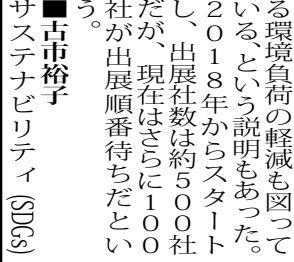 る環境負荷の軽減も図って
いる、という説明もあった。
２０１８年からスタート
し、出展社数は約５００社
だが、現在はさらに１００
社が出展順番待ちだとい
う。
■古市裕子
サステナビリティ(SDGs)